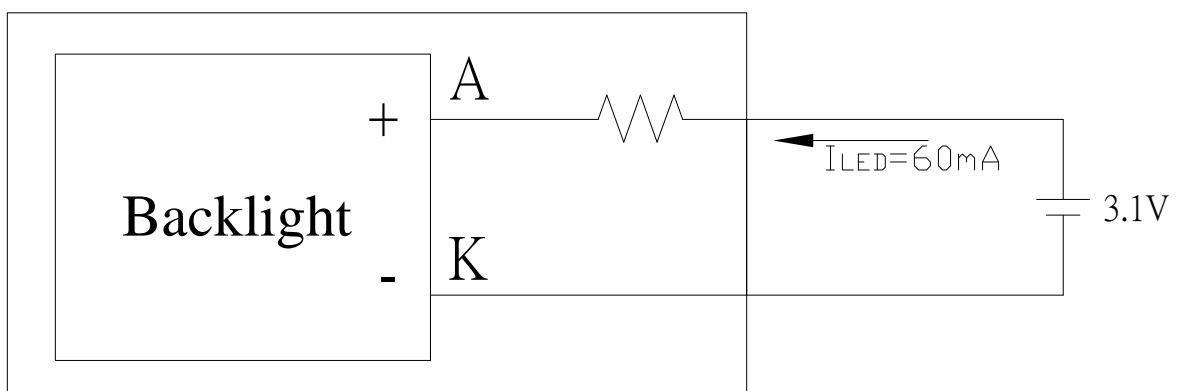 A
+
ILED=60mA
Backlight
3.1V
K
-